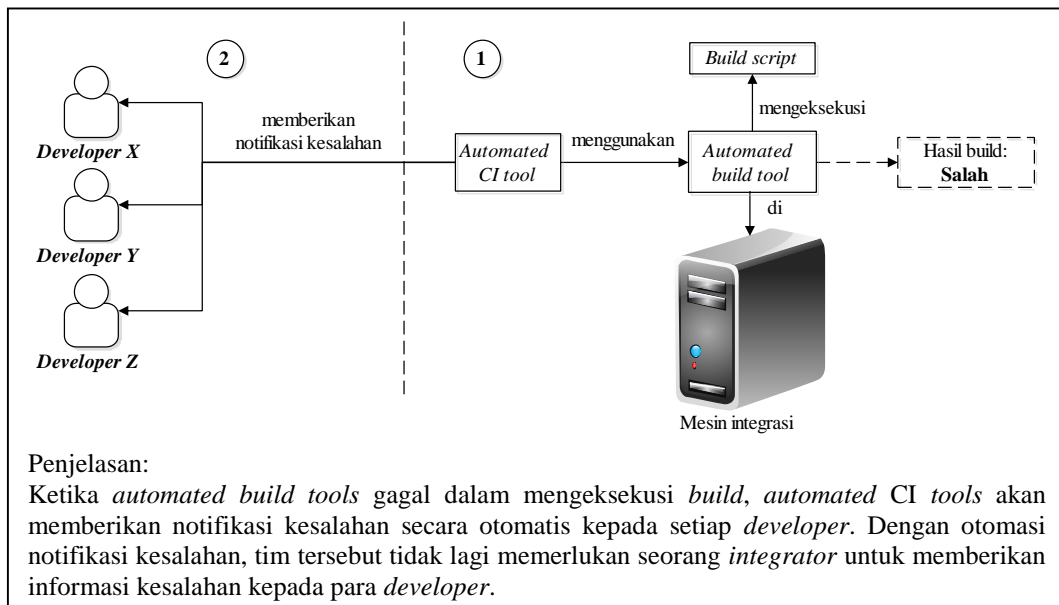 2
1
Build script
mengeksekusi
memberikan
notifikasi kesalahan
Developer X
Automated
CI tool
menggunakan
Automated
build tool
Hasil build:
Salah
di
Developer Y
Developer Z
Mesin integrasi
Penjelasan:
Ketika automated build tools gagal dalam mengeksekusi build, automated CI tools akan
memberikan notifikasi kesalahan secara otomatis kepada setiap developer. Dengan otomasi
notifikasi kesalahan, tim tersebut tidak lagi memerlukan seorang integrator untuk memberikan
informasi kesalahan kepada para developer.